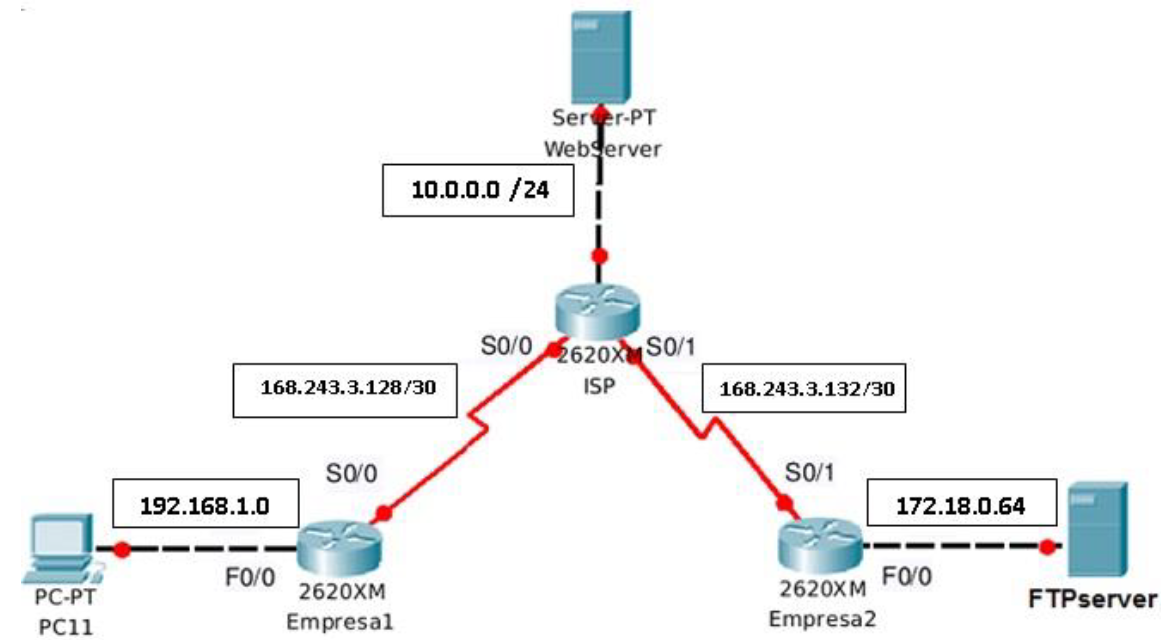 Server-PT
WebServer
10.0.0.0 /24
S0/0
2620XM
S0/1
ISP
168.243.3.128/30
168.243.3.132/30
S0/0
S0/1
192.168.1.0
172.18.0.64
F0/0
F0/0
PC-PT
PC11
2620XM
Empresa1
2620XM
Empresa2
FTPserver